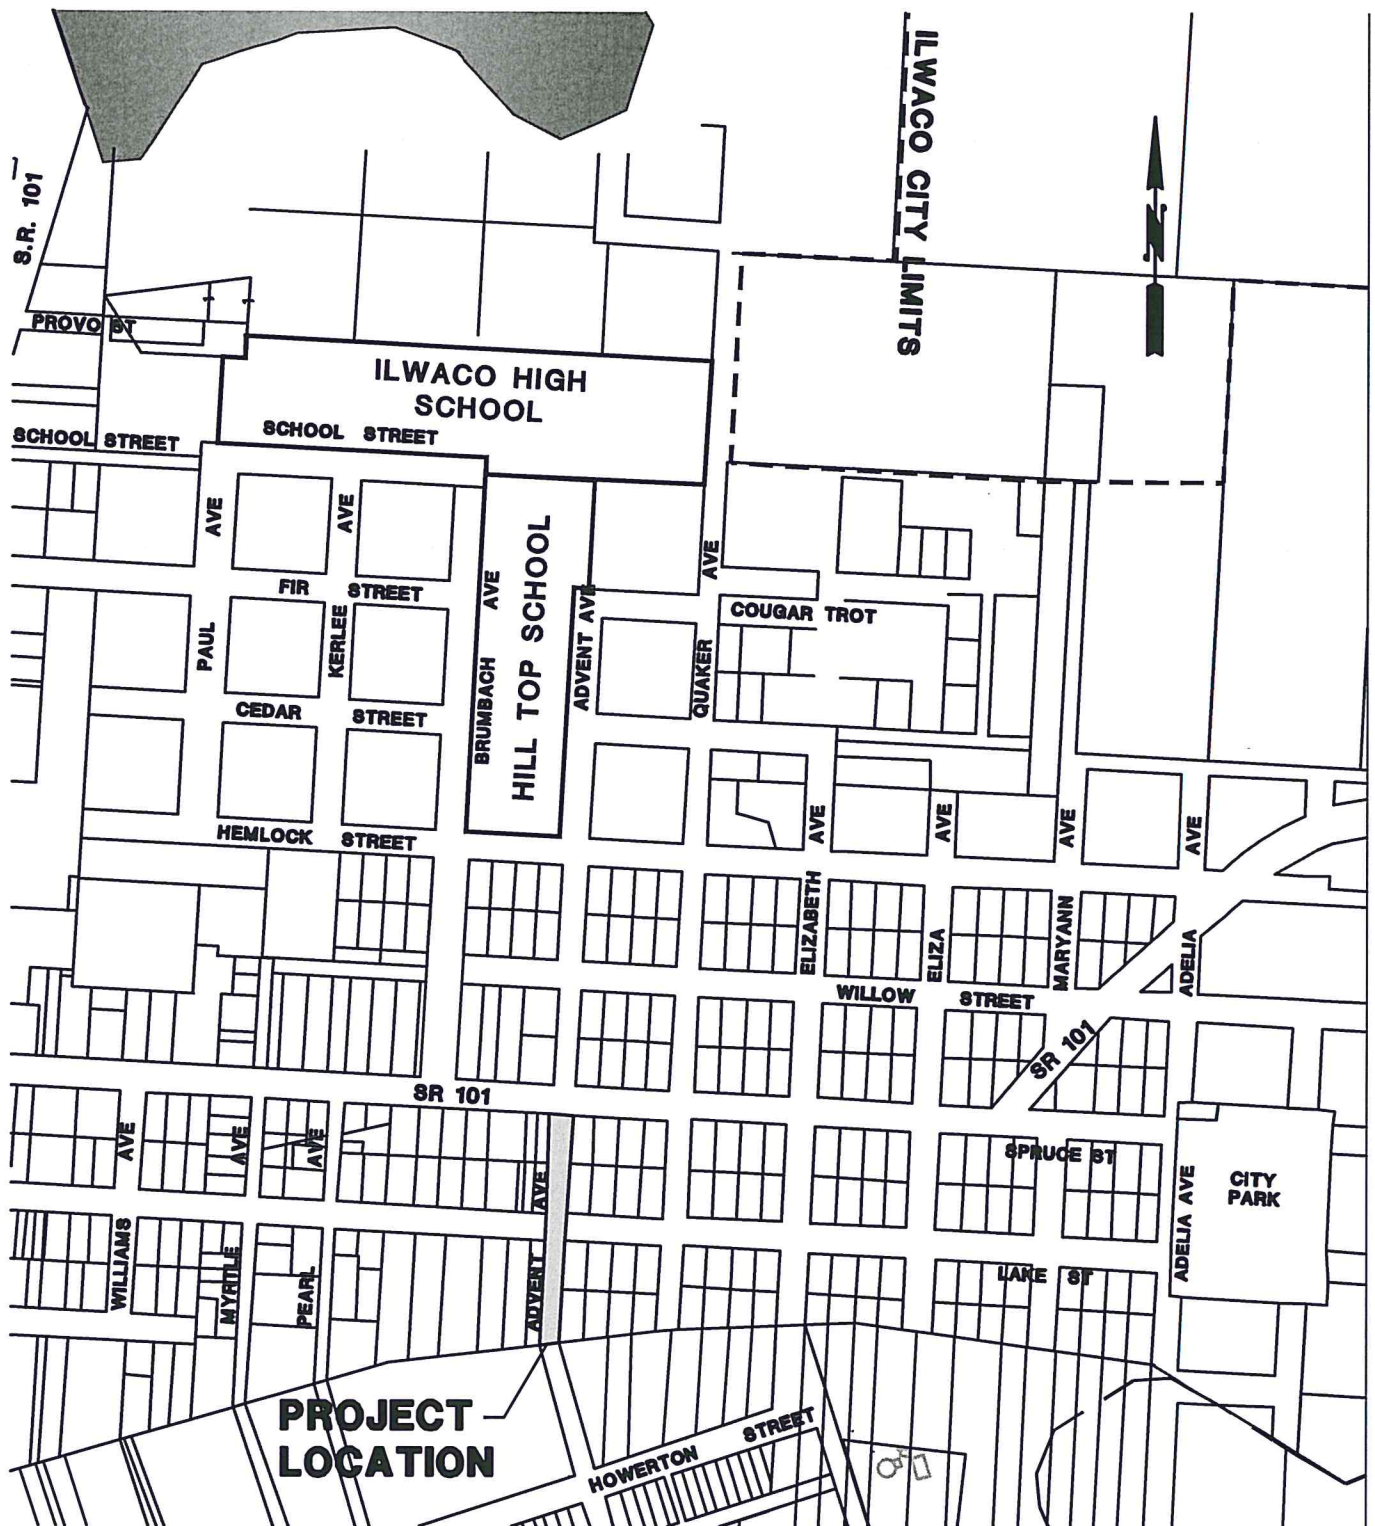 ILWACO CITY LIMITS
N
S.R. 101
PROVO ST
ILWACO HIGH
SCHOOL
SCHOOL STREET
SCHOOL STREET
AVE
AVE
AVE
AVE
HILL TOP SCHOOL
FIR STREET
COUGAR TROT
PAUL
KERLEE
BRUMBACH
ADVENT AVE
QUAKER
CEDAR STREET
HEMLOCK STREET
AVE
AVE
AVE
AVE
ELIZABETH
ELIZA
MARYANN
ADELIA
WILLOW STREET
SR 101
SR 101
AVE
AVE
AVE
AVE
SPRUCE ST
CITY
PARK
ADELIA AVE
WILLIAMS
MYRTLE
PEARL
ADVENT
LAKE ST
PROJECT
LOCATION
HOWERTON STREET